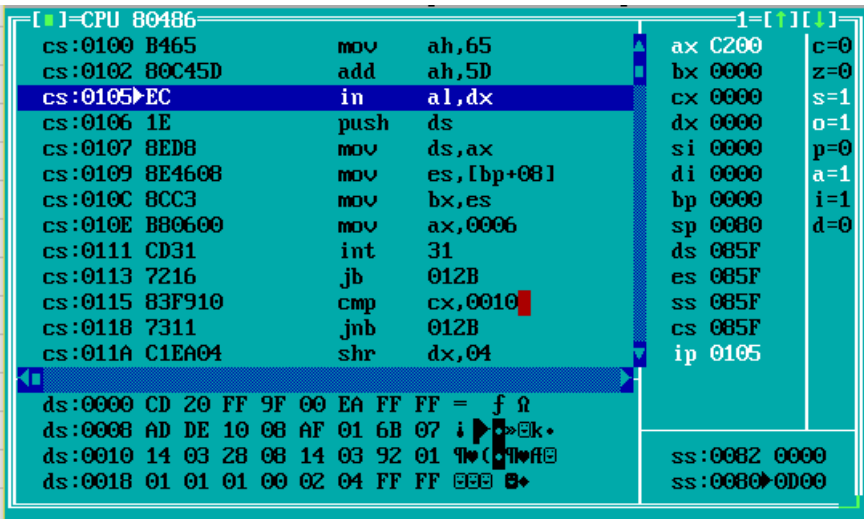 [■]=CPU 80486 1=[↑][↓]
cs:0100 B465 mov ah,65 ax C200 c=0
cs:0102 80C45D add ah,5D bx 0000 z=0
cs:0105►EC in al,dx cx 0000 s=1
cs:0106 1E push ds dx 0000 o=1
cs:0107 8ED8 mov ds,ax si 0000 p=0
cs:0109 8E4608 mov es,[bp+08] di 0000 a=1
cs:010C 8CC3 mov bx,es bp 0000 i=1
cs:010E B80600 mov ax,0006 sp 0080 d=0
cs:0111 CD31 int 31 ds 085F
cs:0113 7216 jb 012B es 085F
cs:0115 83F910 cmp cx,0010 ss 085F
cs:0118 7311 jnb 012B cs 085F
cs:011A C1EA04 shr dx,04 ip 0105
ds:0000 CD 20 FF 9F 00 EA FF FF = ƒ Ω
ds:0008 AD DE 10 08 AF 01 6B 07 ¡ ▐►◘»☺k•
ds:0010 14 03 28 08 14 03 92 01 ¶♥(◘¶♥Æ☺ ss:0082 0000
ds:0018 01 01 01 00 02 04 FF FF ☺☺☺ ☻♦ ss:0080►0D00